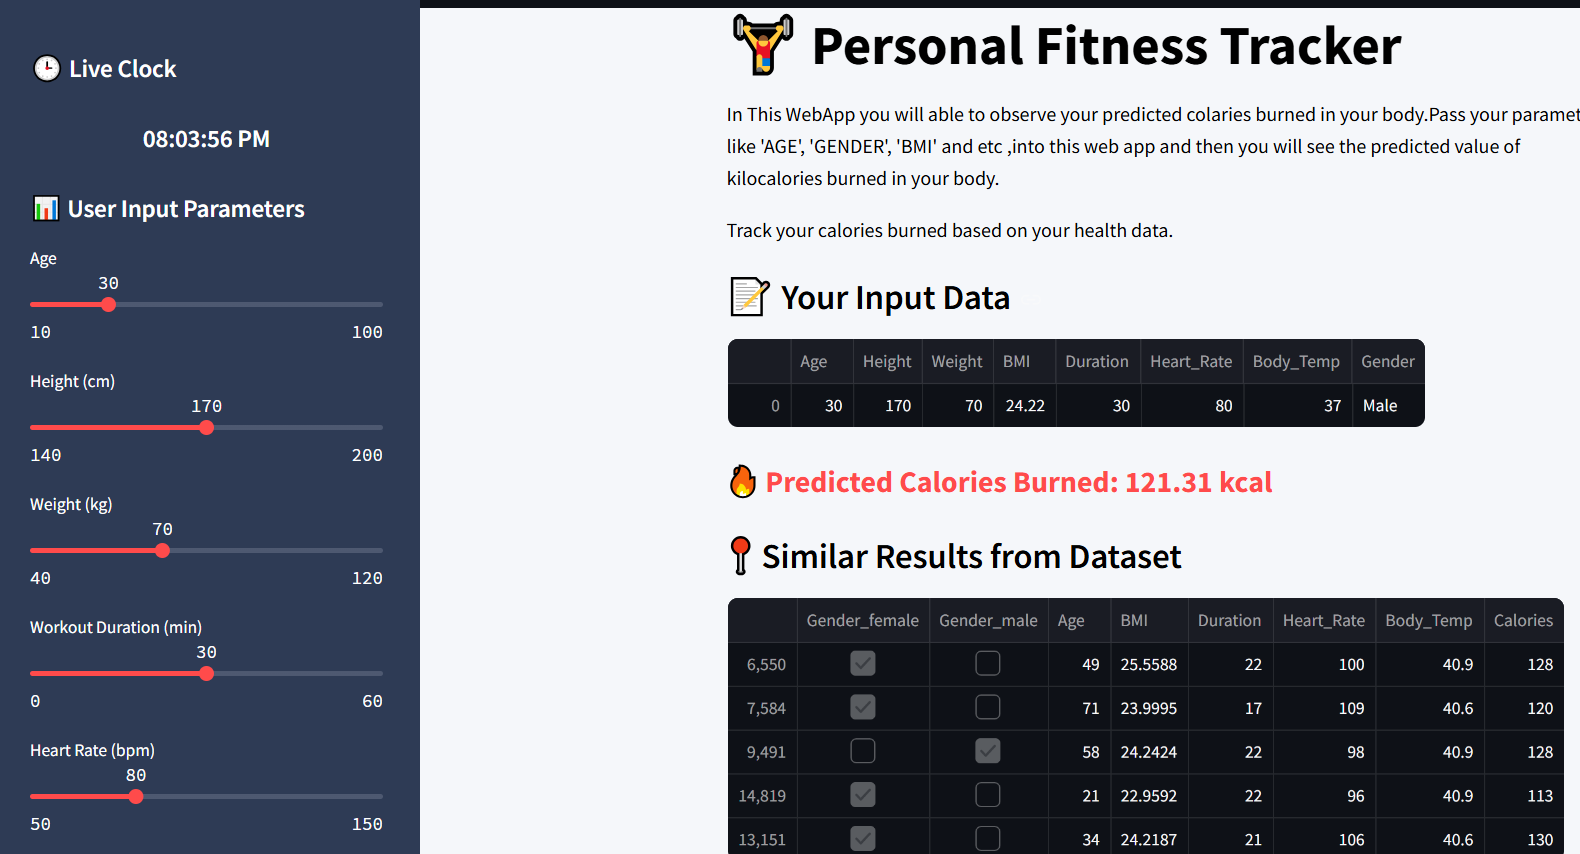 Live Clock
08:03:56 PM
User Input Parameters
Age
30
10 100
Height (cm)
170
140 200
Weight (kg)
70
40 120
Workout Duration (min)
30
0 60
Heart Rate (bpm)
80
50 150
Personal Fitness Tracker
In This WebApp you will able to observe your predicted colaries burned in your body.Pass your paramet
like 'AGE', 'GENDER', 'BMI' and etc ,into this web app and then you will see the predicted value of
kilocalories burned in your body.
Track your calories burned based on your health data.
Your Input Data
Age Height Weight BMI Duration Heart_Rate Body_Temp Gender
0 30 170 70 24.22 30 80 37 Male
Predicted Calories Burned: 121.31 kcal
Similar Results from Dataset
Gender_female Gender_male Age BMI Duration Heart_Rate Body_Temp Calories
6,550 49 25.5588 22 100 40.9 128
7,584 71 23.9995 17 109 40.6 120
9,491 58 24.2424 22 98 40.9 128
14,819 21 22.9592 22 96 40.9 113
13,151 34 24.2187 21 106 40.6 130